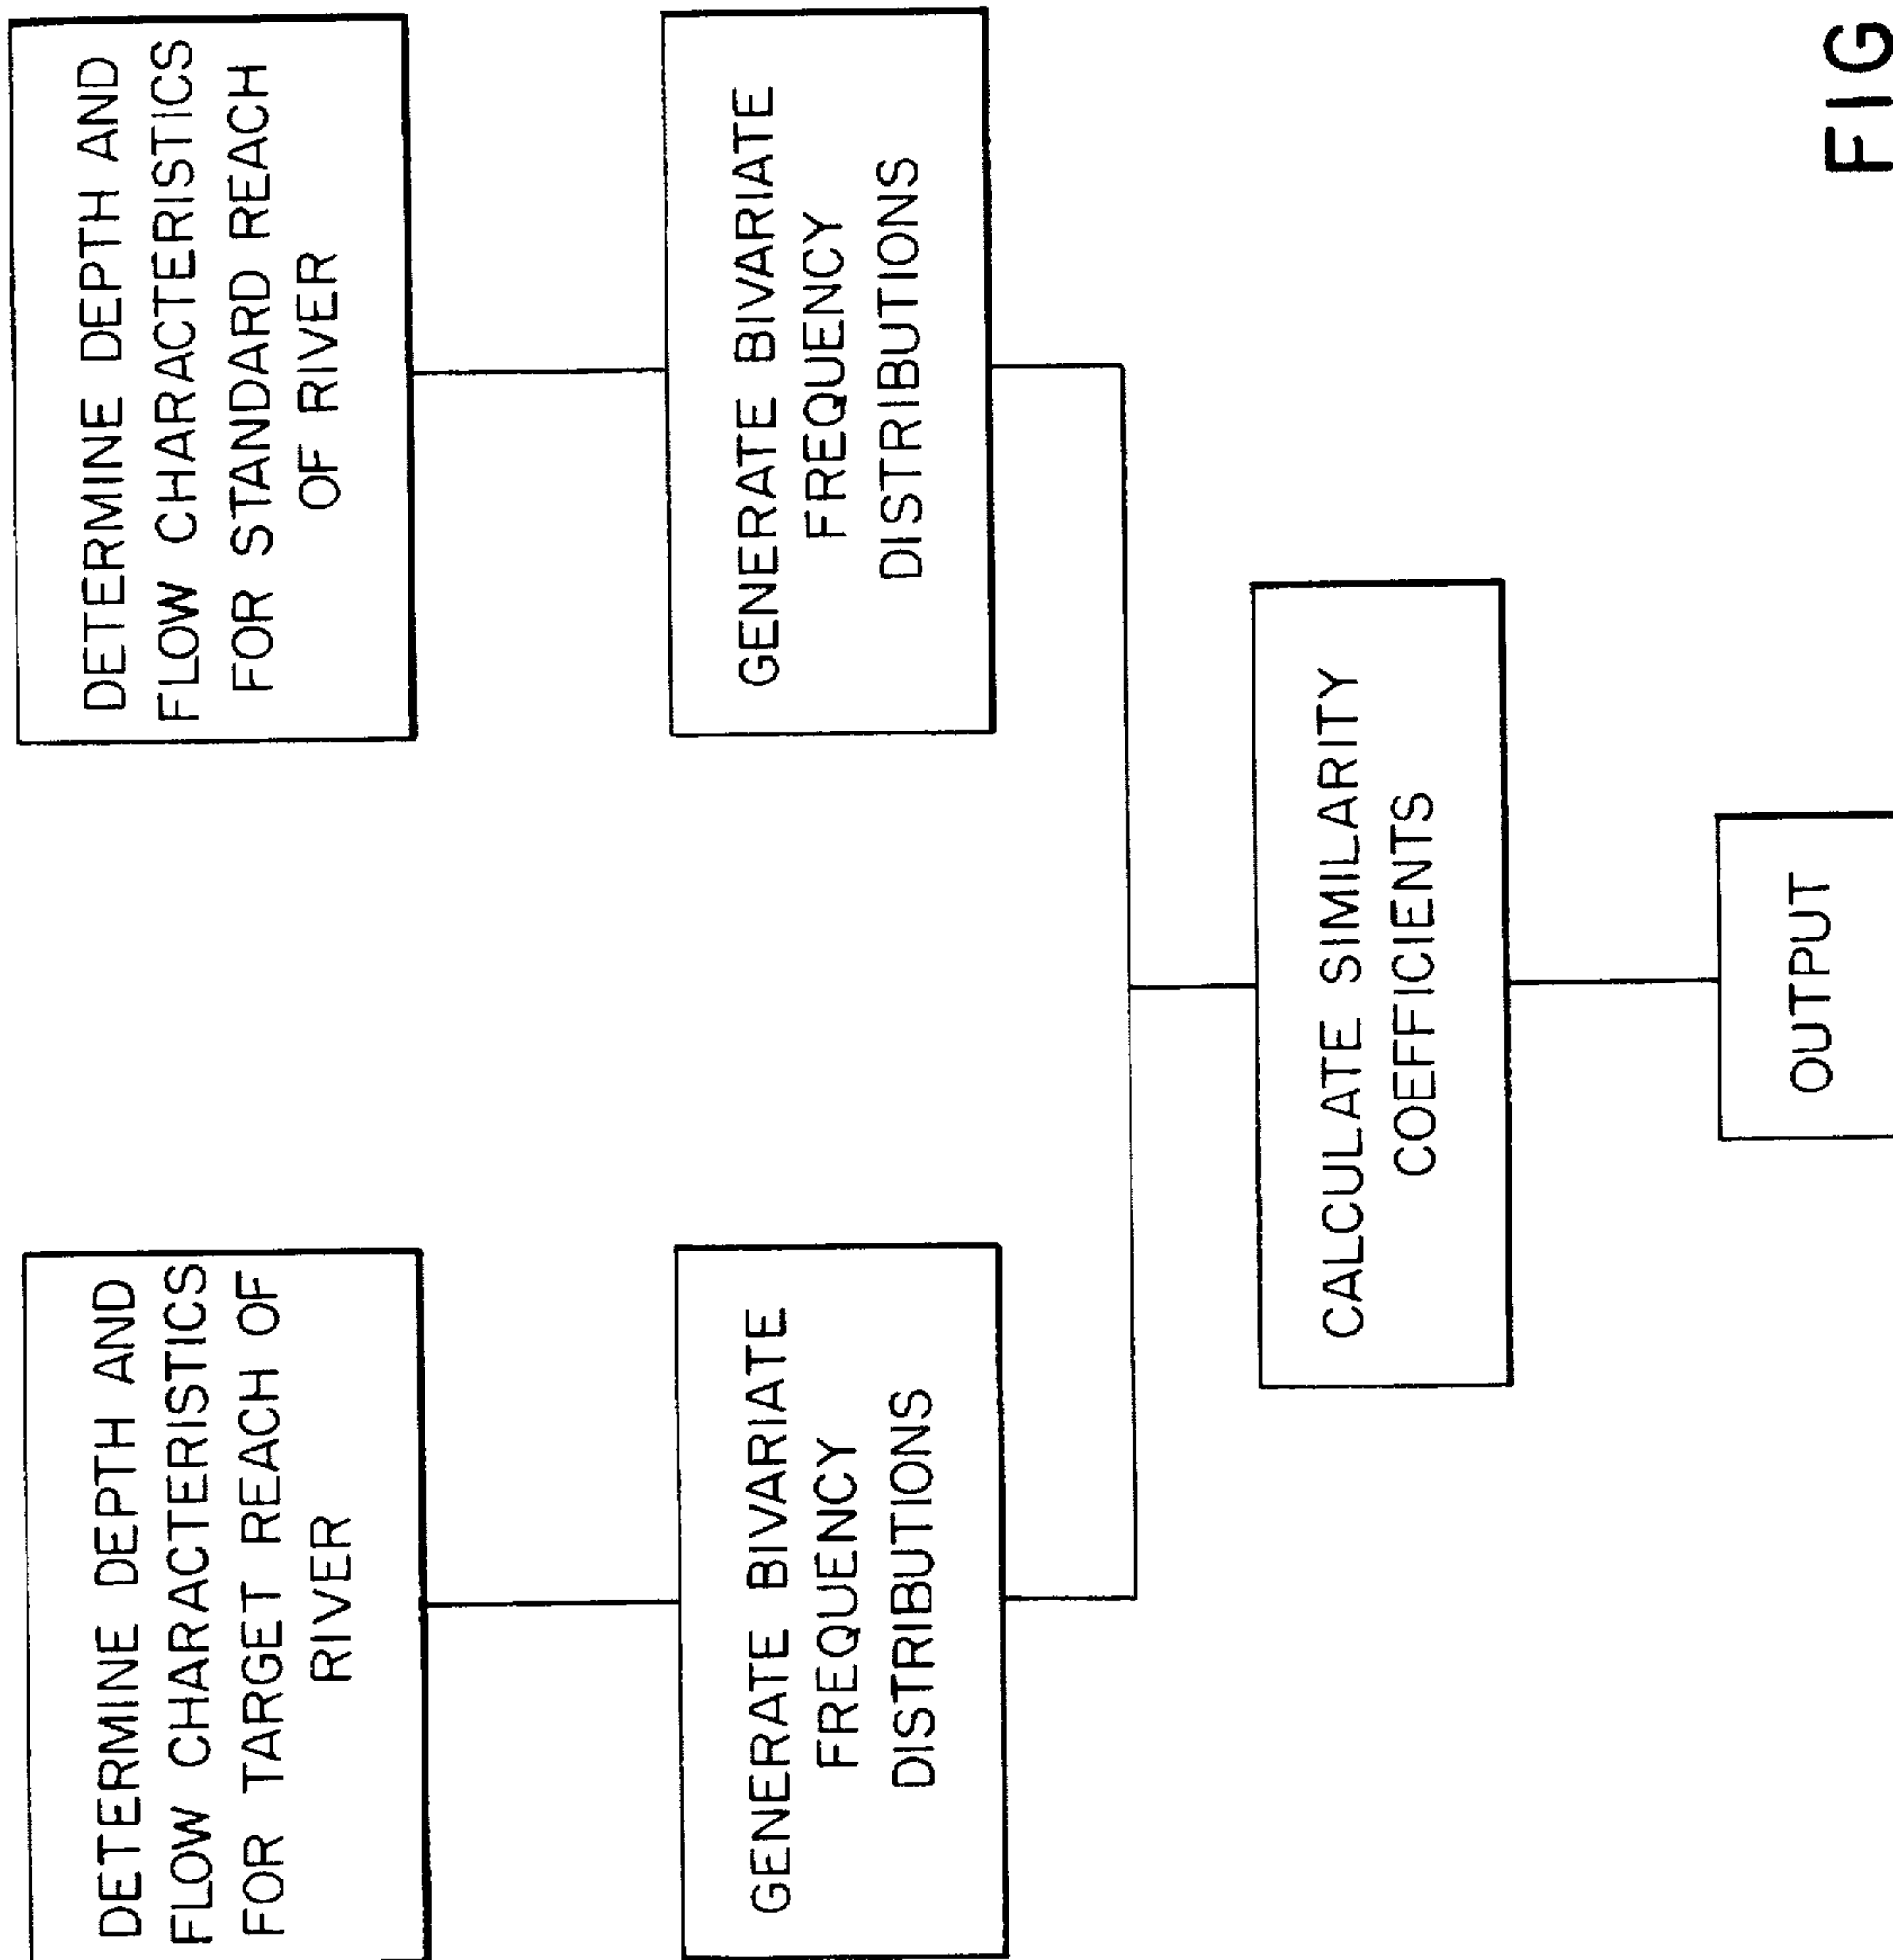 DETERMINE DEPTH AND
FLOW CHARACTERISTICS
FOR TARGET REACH OF
RIVER
DETERMINE DEPTH AND
FLOW CHARACTERISTICS
FOR STANDARD REACH
OF RIVER
GENERATE BIVARIATE
FREQUENCY
DISTRIBUTIONS
GENERATE BIVARIATE
FREQUENCY
DISTRIBUTIONS
CALCULATE SIMILARITY
COEFFICIENTS
OUTPUT
FIG